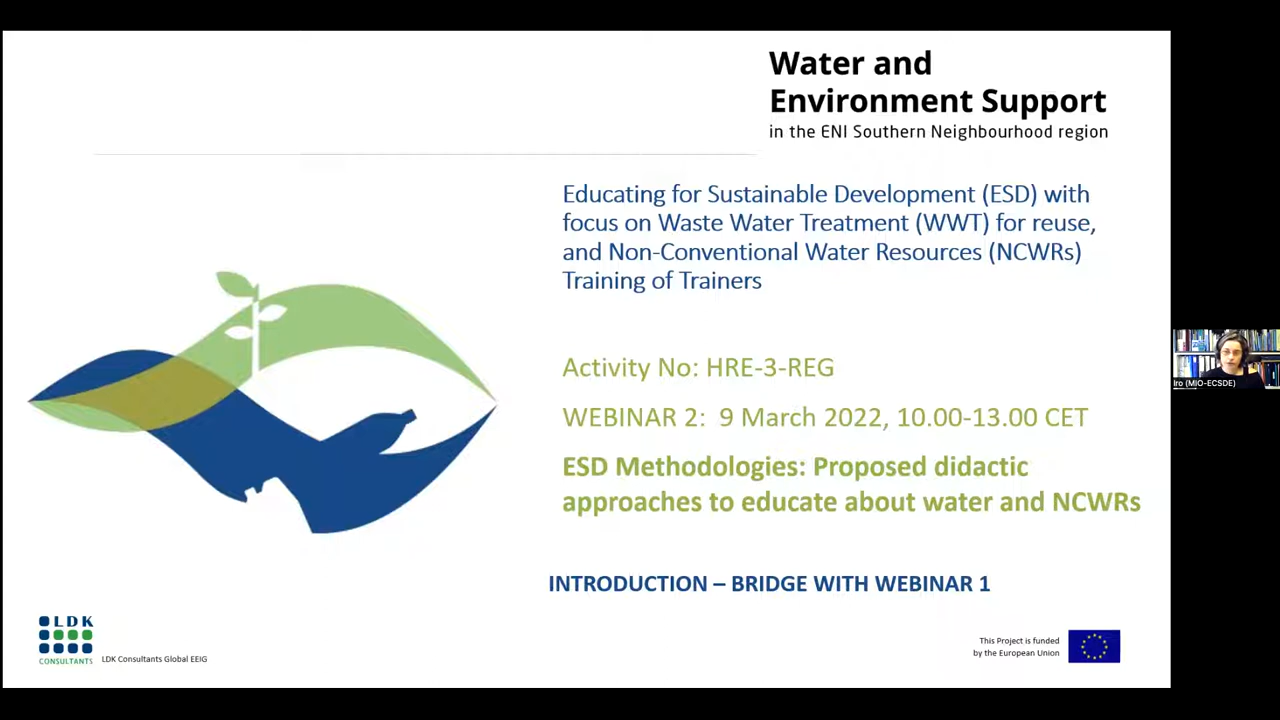 Water and
Environment Support
in the ENI Southern Neighbourhood region
Educating for Sustainable Development (ESD) with
focus on Waste Water Treatment (WWT) for reuse,
and Non-Conventional Water Resources (NCWRs)
Training of Trainers
Activity No: HRE-3-REG
WEBINAR 2: 9 March 2022, 10.00-13.00 CET
ESD Methodologies: Proposed didactic
approaches to educate about water and NCWRs
INTRODUCTION – BRIDGE WITH WEBINAR 1
LDK
CONSULTANTS
LDK Consultants Global EEIG
This Project is funded
by the European Union
Iro (MIO-ECSDE)